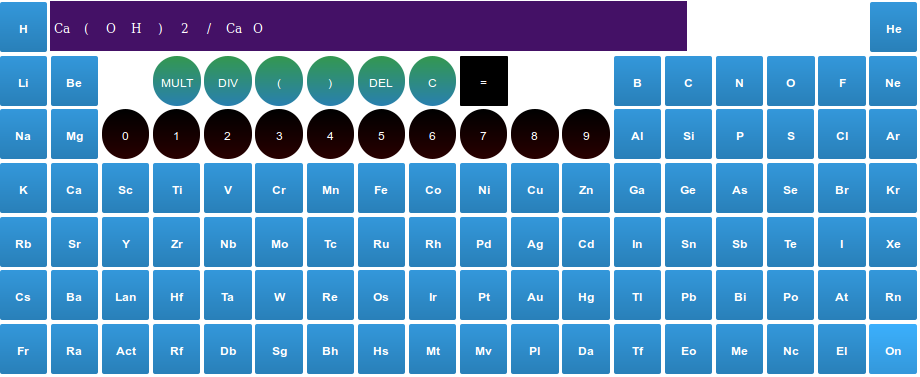 H Ca ( O H ) 2 / Ca O He
Li Be MULT DIV ( ) DEL C = B C N O F Ne
Na Mg 0 1 2 3 4 5 6 7 8 9 Al Si P S Cl Ar
K Ca Sc Ti V Cr Mn Fe Co Ni Cu Zn Ga Ge As Se Br Kr
Rb Sr Y Zr Nb Mo Tc Ru Rh Pd Ag Cd In Sn Sb Te I Xe
Cs Ba Lan Hf Ta W Re Os Ir Pt Au Hg Tl Pb Bi Po At Rn
Fr Ra Act Rf Db Sg Bh Hs Mt Mv Pl Da Tf Eo Me Nc El On